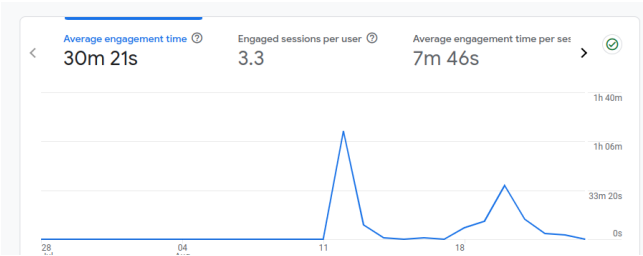 Average engagement time
30m 21s
Engaged sessions per user
3.3
Average engagement time per ses
7m 46s
1h 40m
1h 06m
33m 20s
0s
28
04
11
18